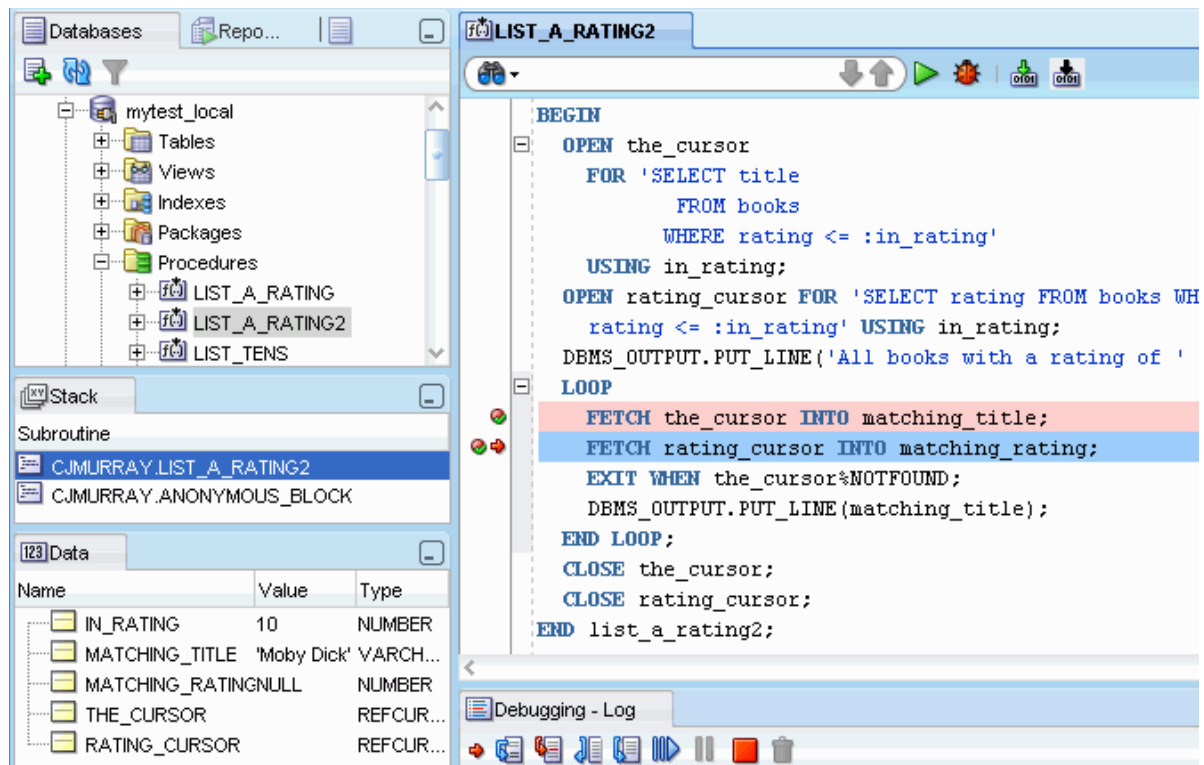 Databases
Repo...
mytest_local
Tables
Views
Indexes
Packages
Procedures
LIST_A_RATING
LIST_A_RATING2
LIST_TENS
Stack
Subroutine
CJMURRAY.LIST_A_RATING2
CJMURRAY.ANONYMOUS_BLOCK
Data
Name Value Type
IN_RATING 10 NUMBER
MATCHING_TITLE 'Moby Dick' VARCH...
MATCHING_RATING NULL NUMBER
THE_CURSOR REFCUR...
RATING_CURSOR REFCUR...
LIST_A_RATING2
BEGIN
OPEN the_cursor
FOR 'SELECT title
FROM books
WHERE rating <= :in_rating'
USING in_rating;
OPEN rating_cursor FOR 'SELECT rating FROM books WH
rating <= :in_rating' USING in_rating;
DBMS_OUTPUT.PUT_LINE('All books with a rating of '
LOOP
FETCH the_cursor INTO matching_title;
FETCH rating_cursor INTO matching_rating;
EXIT WHEN the_cursor%NOTFOUND;
DBMS_OUTPUT.PUT_LINE(matching_title);
END LOOP;
CLOSE the_cursor;
CLOSE rating_cursor;
END list_a_rating2;
Debugging - Log